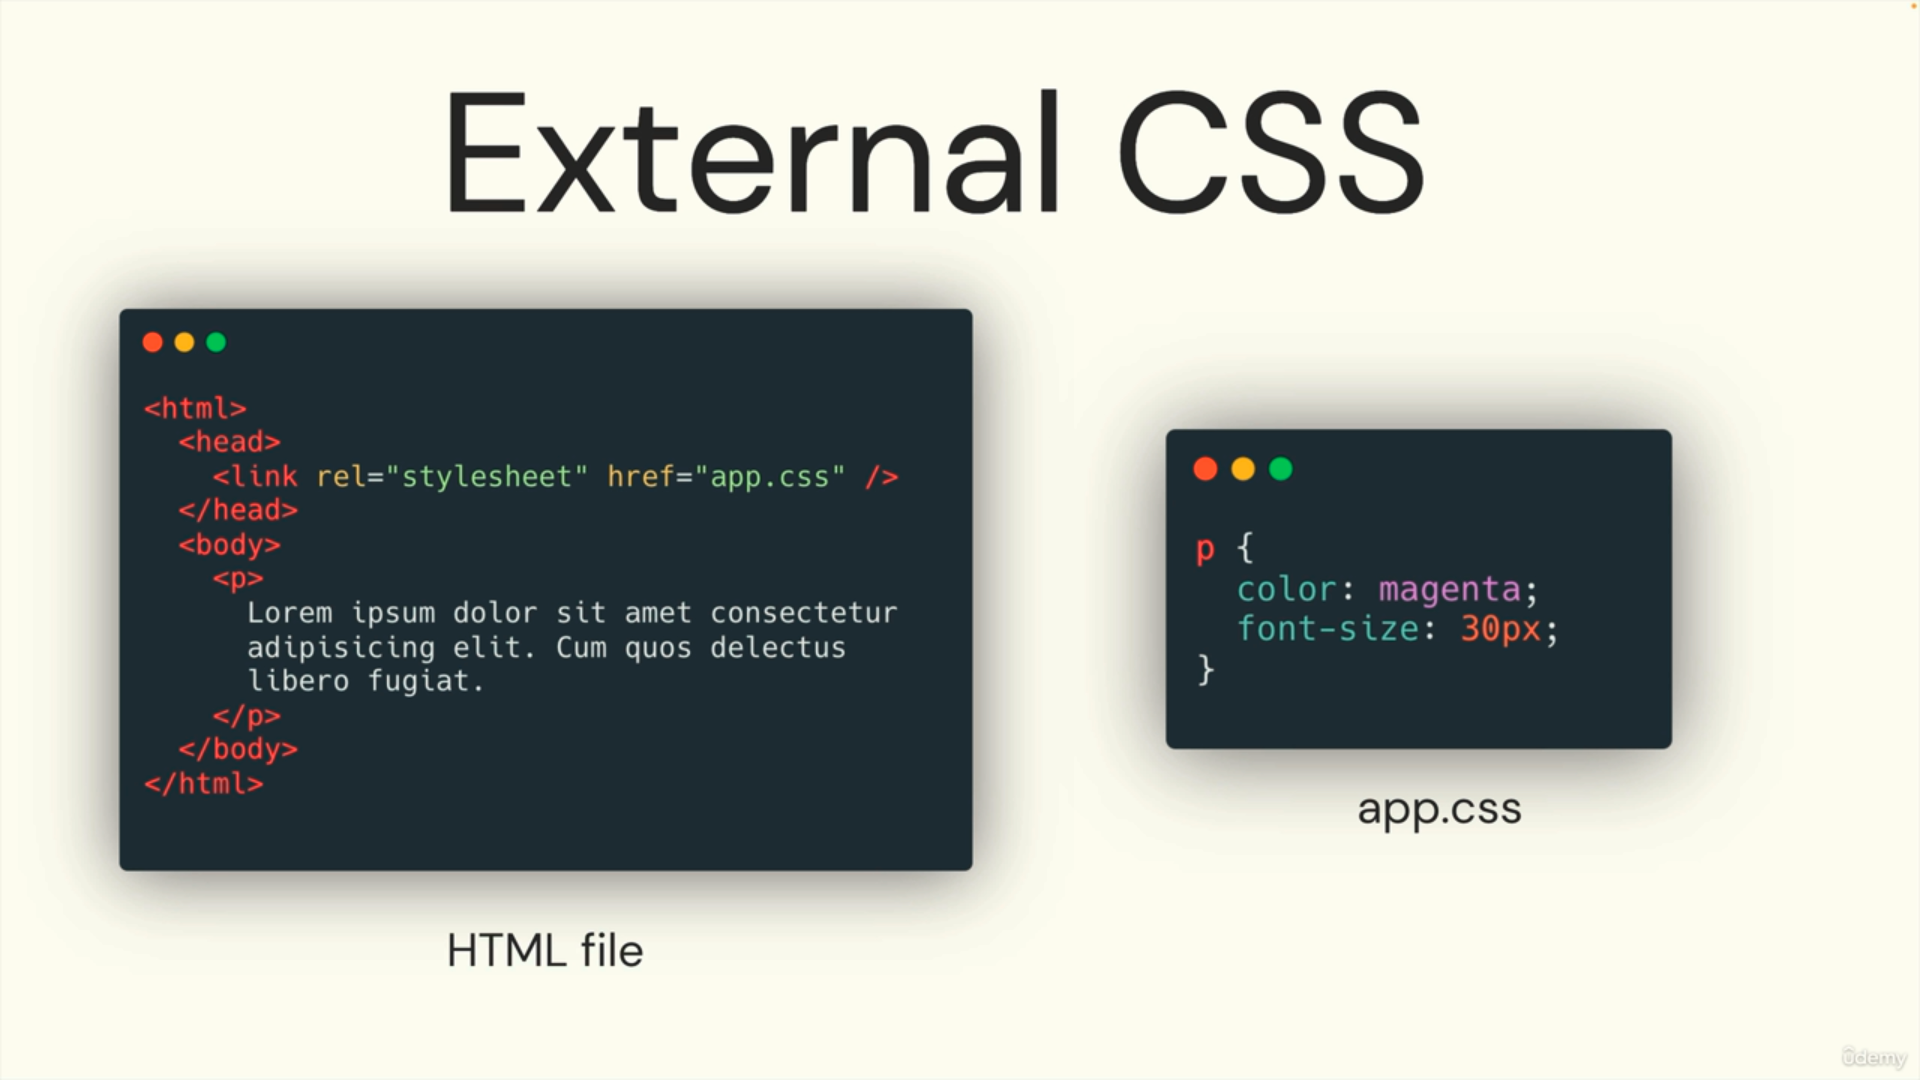 External CSS
<html>
<head>
<link rel="stylesheet" href="app.css" />
</head>
<body>
<p>
Lorem ipsum dolor sit amet consectetur
adipisicing elit. Cum quos delectus
libero fugiat.
</p>
</body>
</html>
HTML file
p {
color: magenta;
font-size: 30px;
}
app.css
ûdemy